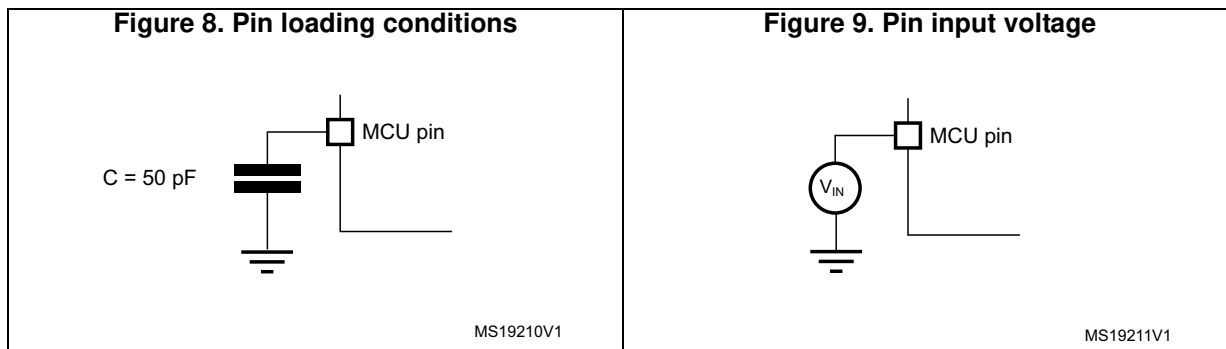 Figure 8. Pin loading conditions
MCU pin
C = 50 pF
MS19210V1
Figure 9. Pin input voltage
MCU pin
VIN
MS19211V1